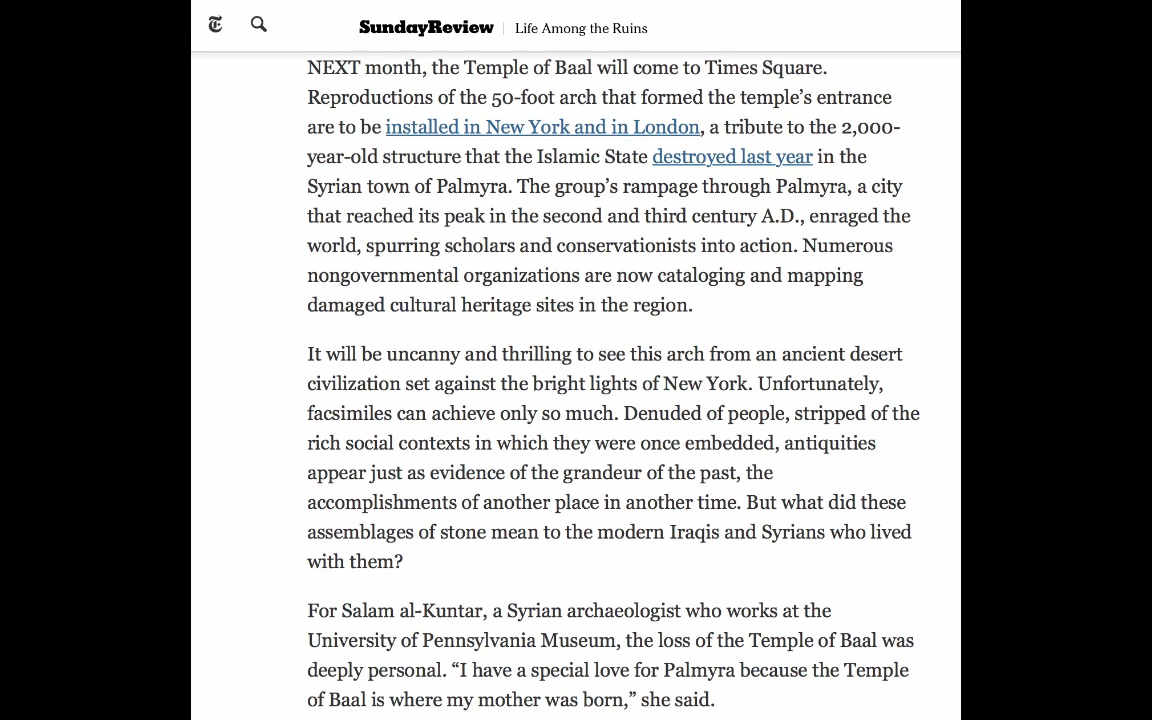 SundayReview | Life Among the Ruins
NEXT month, the Temple of Baal will come to Times Square.
Reproductions of the 50-foot arch that formed the temple’s entrance
are to be installed in New York and in London, a tribute to the 2,000-
year-old structure that the Islamic State destroyed last year in the
Syrian town of Palmyra. The group’s rampage through Palmyra, a city
that reached its peak in the second and third century A.D., enraged the
world, spurring scholars and conservationists into action. Numerous
nongovernmental organizations are now cataloging and mapping
damaged cultural heritage sites in the region.
It will be uncanny and thrilling to see this arch from an ancient desert
civilization set against the bright lights of New York. Unfortunately,
facsimiles can achieve only so much. Denuded of people, stripped of the
rich social contexts in which they were once embedded, antiquities
appear just as evidence of the grandeur of the past, the
accomplishments of another place in another time. But what did these
assemblages of stone mean to the modern Iraqis and Syrians who lived
with them?
For Salam al-Kuntar, a Syrian archaeologist who works at the
University of Pennsylvania Museum, the loss of the Temple of Baal was
deeply personal. “I have a special love for Palmyra because the Temple
of Baal is where my mother was born,” she said.